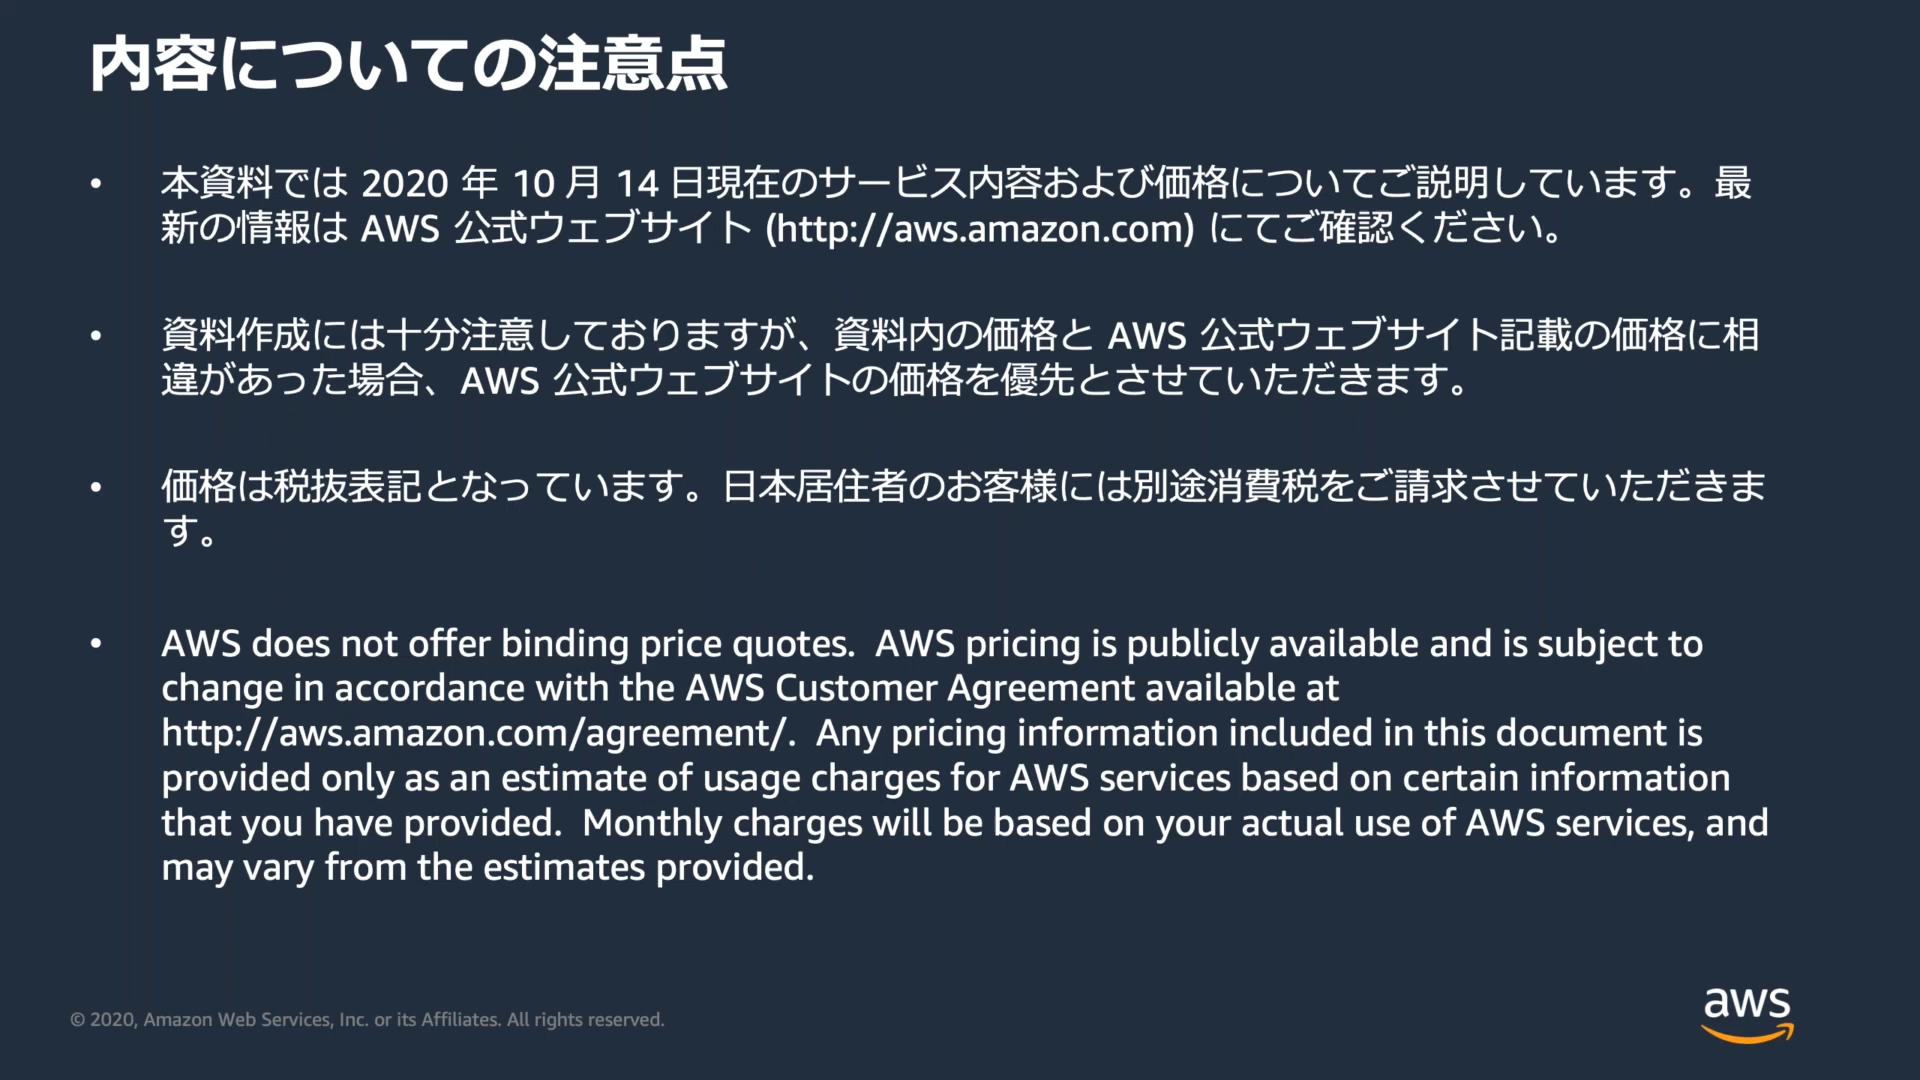 内容についての注意点
• 本資料では 2020 年 10 月 14 日現在のサービス内容および価格についてご説明しています。最
新の情報は AWS 公式ウェブサイト (http://aws.amazon.com) にてご確認ください。
• 資料作成には十分注意しておりますが、資料内の価格と AWS 公式ウェブサイト記載の価格に相
違があった場合、AWS 公式ウェブサイトの価格を優先とさせていただきます。
• 価格は税抜表記となっています。日本居住者のお客様には別途消費税をご請求させていただきま
す。
• AWS does not offer binding price quotes.  AWS pricing is publicly available and is subject to
change in accordance with the AWS Customer Agreement available at
http://aws.amazon.com/agreement/.  Any pricing information included in this document is
provided only as an estimate of usage charges for AWS services based on certain information
that you have provided.  Monthly charges will be based on your actual use of AWS services, and
may vary from the estimates provided.
© 2020, Amazon Web Services, Inc. or its Affiliates. All rights reserved.
aws